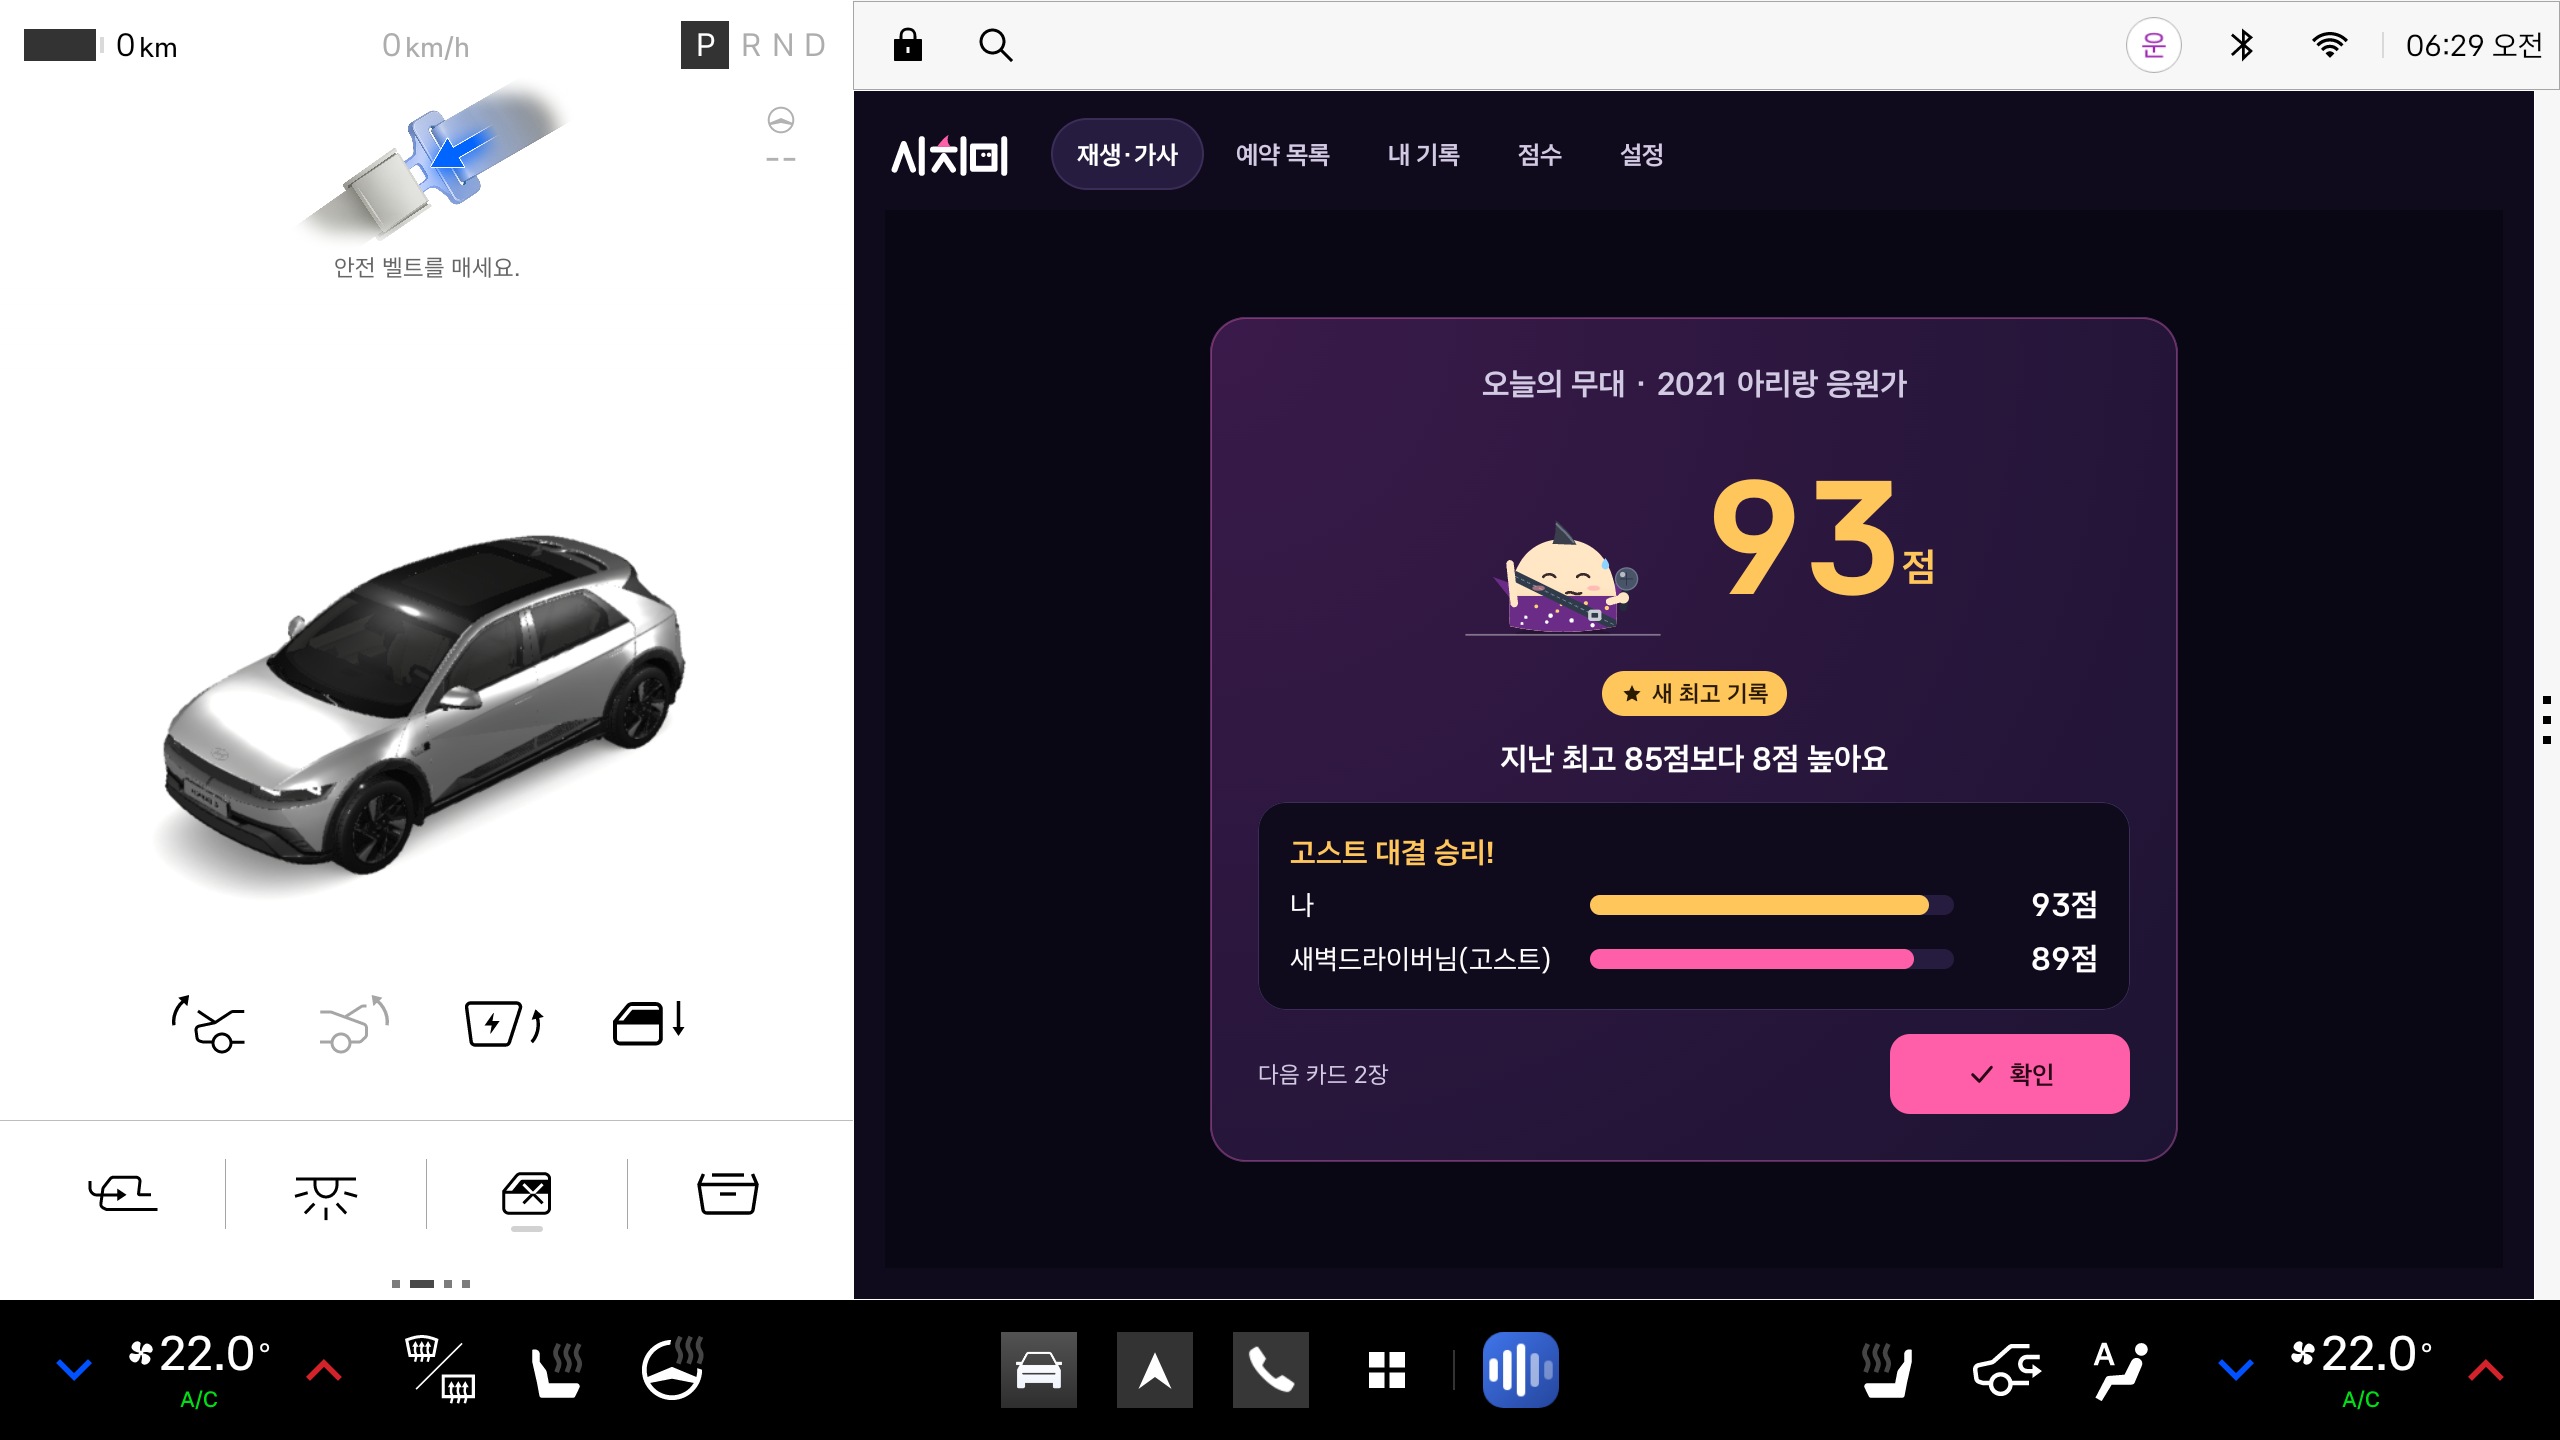 0 km
0 km/h
P R N D
안전 벨트를 매세요.
06:29 오전
운
시치미
재생·가사
예약 목록
내 기록
점수
설정
오늘의 무대 · 2021 아리랑 응원가
93점
새 최고 기록
지난 최고 85점보다 8점 높아요
고스트 대결 승리!
나
93점
새벽드라이버님(고스트)
89점
다음 카드 2장
확인
22.0°
A/C
A
22.0°
A/C